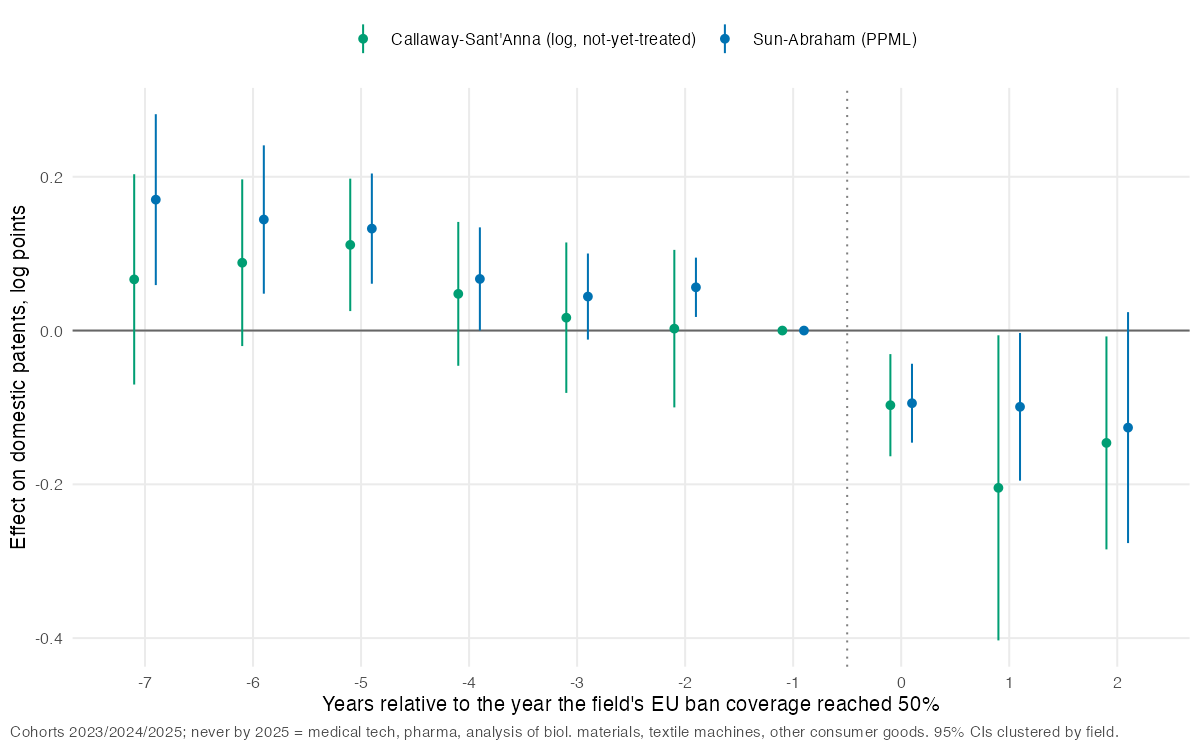 Callaway-Sant'Anna (log, not-yet-treated) Sun-Abraham (PPML)
Effect on domestic patents, log points
0.2
0.0
-0.2
-0.4
-7 -6 -5 -4 -3 -2 -1 0 1 2
Years relative to the year the field's EU ban coverage reached 50%
Cohorts 2023/2024/2025; never by 2025 = medical tech, pharma, analysis of biol. materials, textile machines, other consumer goods. 95% CIs clustered by field.